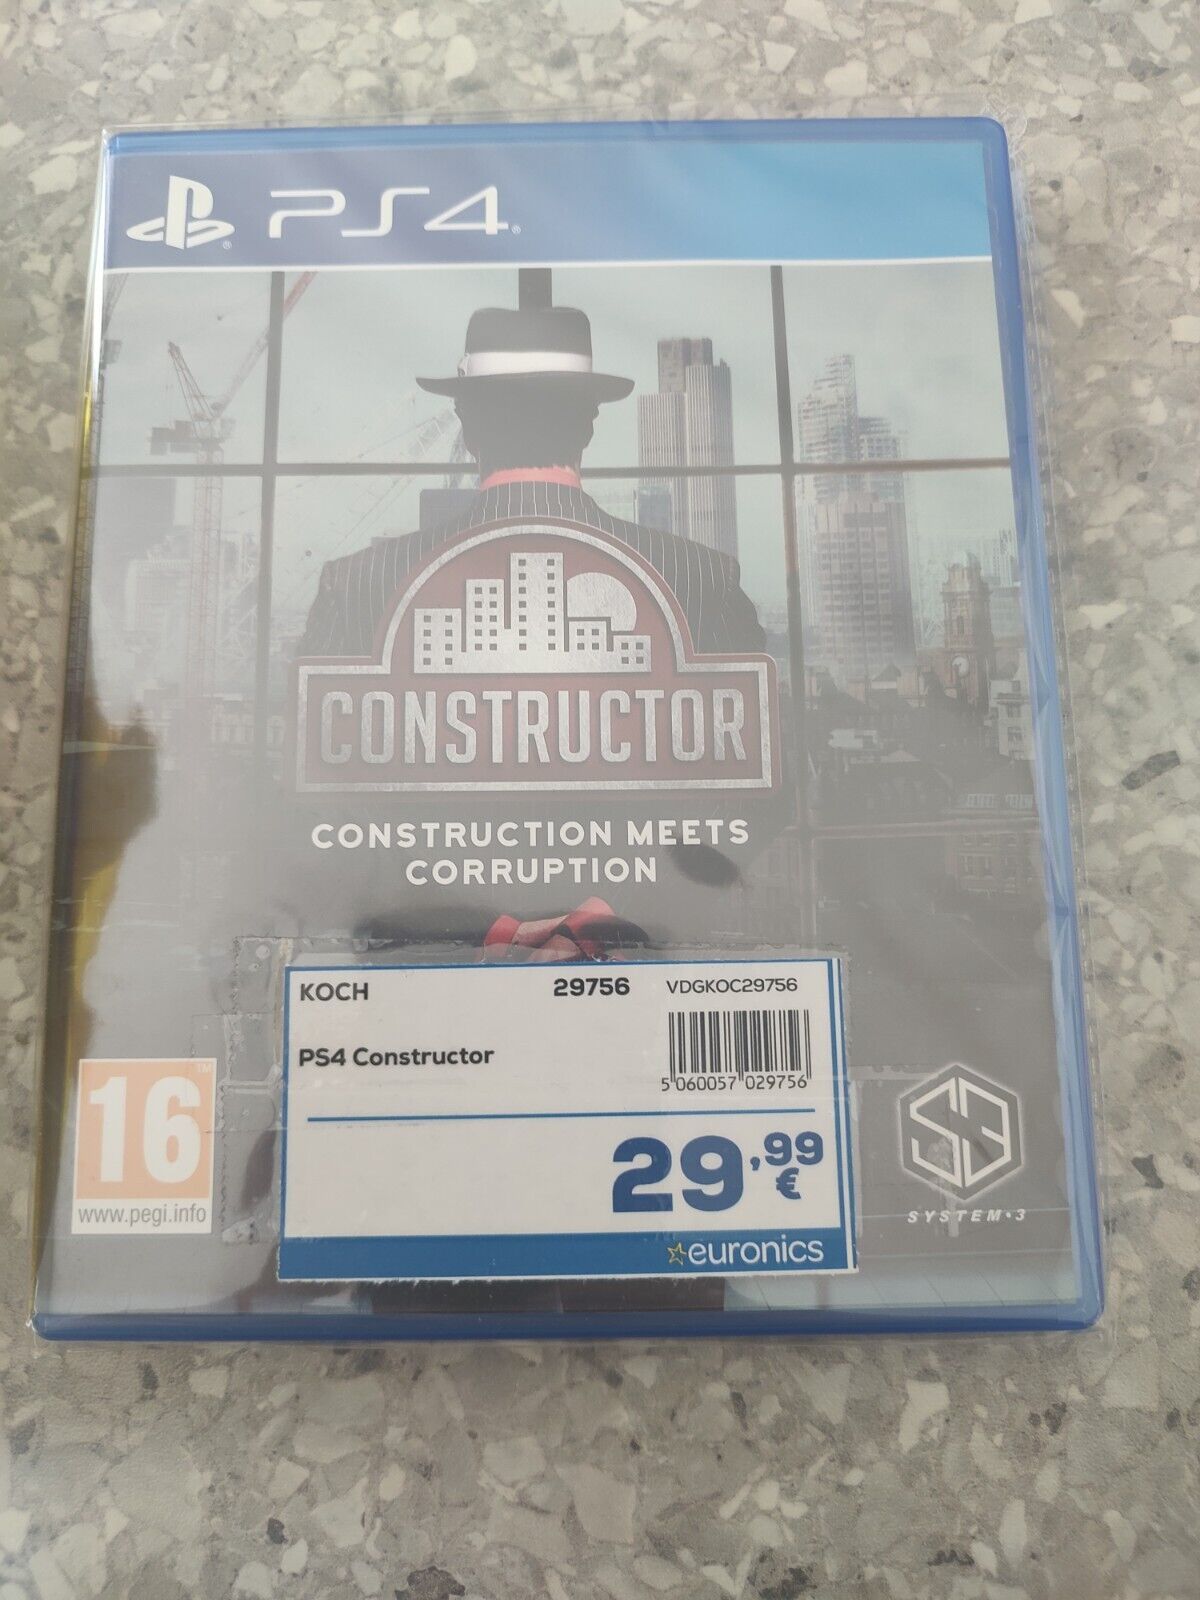 PS4
CONSTRUCTOR
CONSTRUCTION MEETS
CORRUPTION
KOCH 29756 VDGKOC29756
PS4 Constructor
5 060057 029756
29,99 €
euronics
16
www.pegi.info
S3
SYSTEM·3